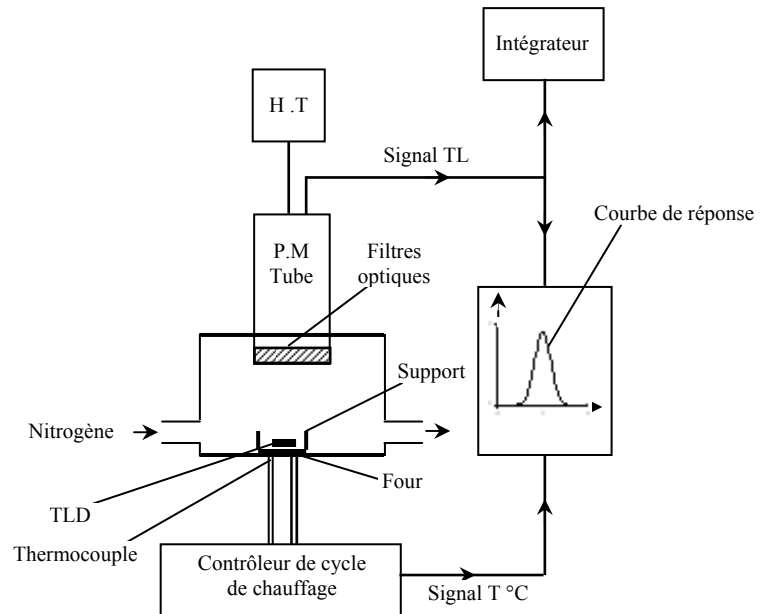 Intégrateur
H .T
Signal TL
Courbe de réponse
P.M
Tube
Filtres
optiques
Support
Nitrogène
Four
TLD
Thermocouple
Contrôleur de cycle
de chauffage
Signal T °C